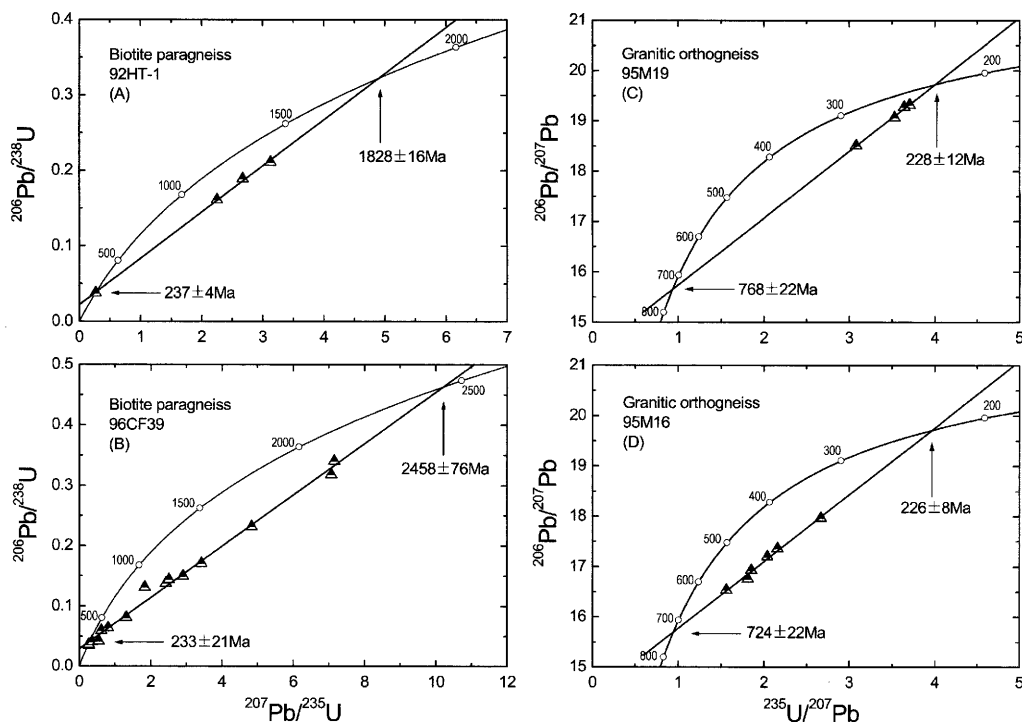 0.4
0.3
0.2
0.1
0.0
0 1 2 3 4 5 6 7
206Pb/238U
Biotite paragneiss
92HT-1
(A)
500
1000
1500
2000
1828±16Ma
237±4Ma
21
20
19
18
17
16
15
0 1 2 3 4 5
206Pb/207Pb
Granitic orthogneiss
95M19
(C)
200
300
400
500
600
700
800
228±12Ma
768±22Ma
0.5
0.4
0.3
0.2
0.1
0.0
0 2 4 6 8 10 12
206Pb/238U
207Pb/235U
Biotite paragneiss
96CF39
(B)
500
1000
1500
2000
2500
2458±76Ma
233±21Ma
21
20
19
18
17
16
15
0 1 2 3 4 5
206Pb/207Pb
235U/207Pb
Granitic orthogneiss
95M16
(D)
200
300
400
500
600
700
800
226±8Ma
724±22Ma